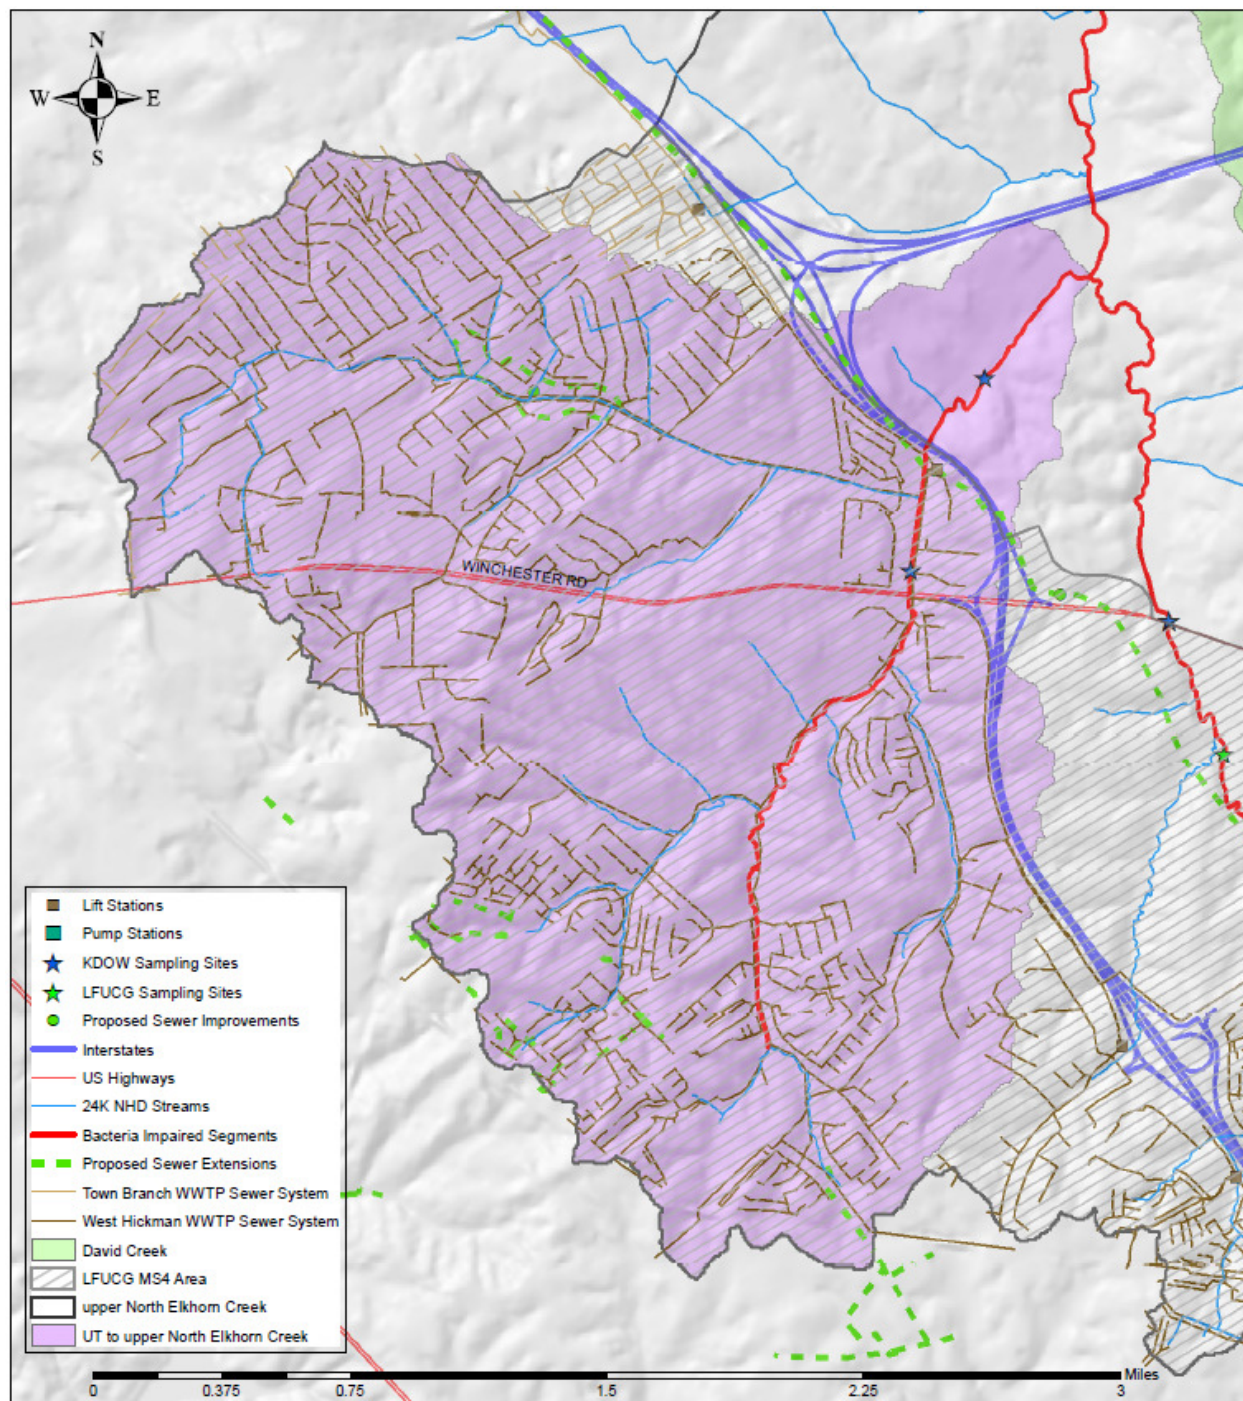 N
W E
S
WINCHESTER RD
Lift Stations
Pump Stations
KDOW Sampling Sites
LFUCG Sampling Sites
Proposed Sewer Improvements
Interstates
US Highways
24K NHD Streams
Bacteria Impaired Segments
Proposed Sewer Extensions
Town Branch WWTP Sewer System
West Hickman WWTP Sewer System
David Creek
LFUCG MS4 Area
upper North Elkhorn Creek
UT to upper North Elkhorn Creek
Miles
0 0.375 0.75 1.5 2.25 3